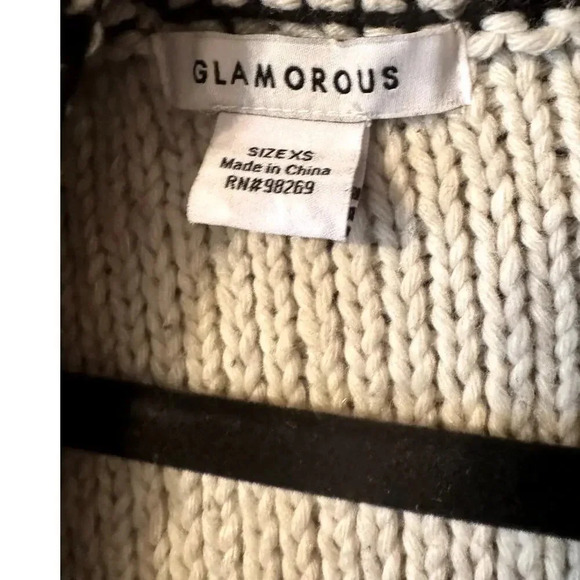 GLAMOROUS
SIZE XS
Made in China
RN#98269